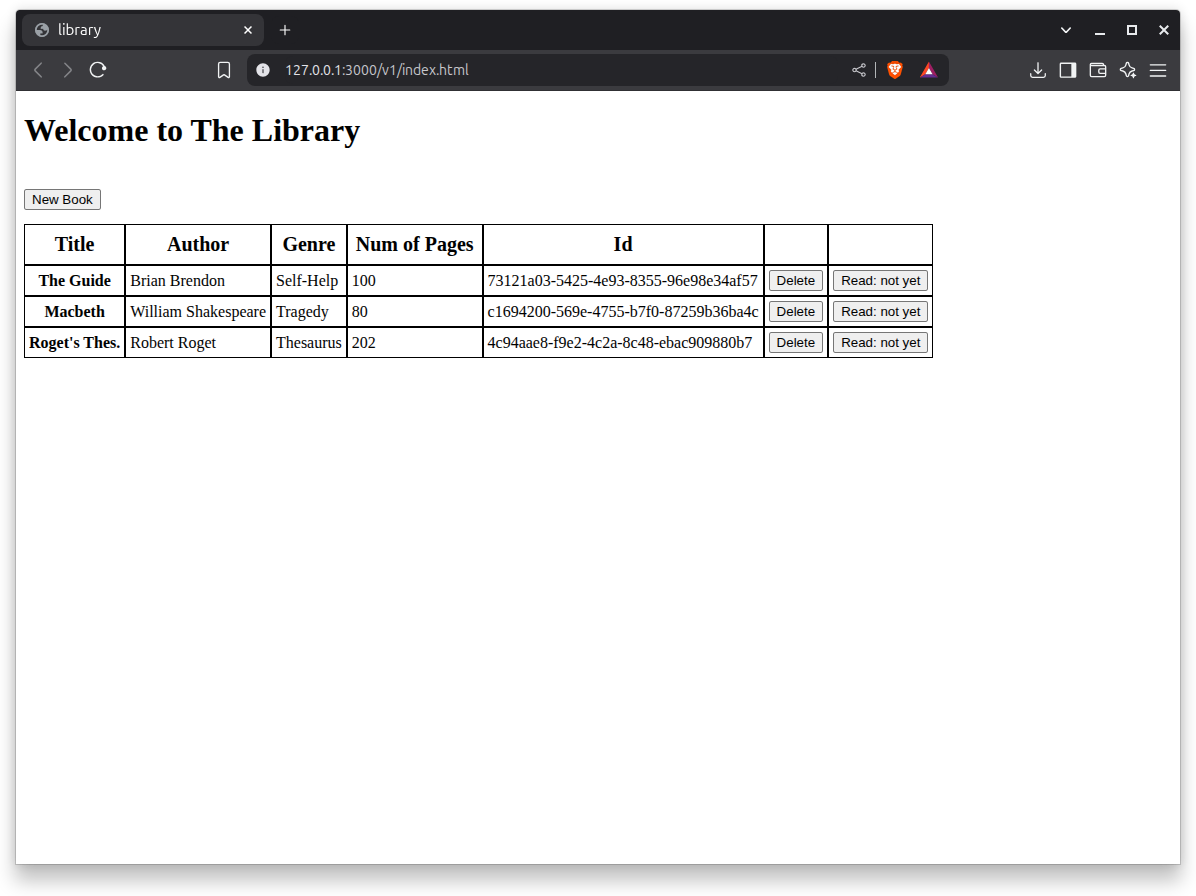 library
127.0.0.1:3000/v1/index.html
Welcome to The Library
New Book
Title Author Genre Num of Pages Id
The Guide Brian Brendon Self-Help 100 73121a03-5425-4e93-8355-96e98e34af57 Delete Read: not yet
Macbeth William Shakespeare Tragedy 80 c1694200-569e-4755-b7f0-87259b36ba4c Delete Read: not yet
Roget's Thes. Robert Roget Thesaurus 202 4c94aae8-f9e2-4c2a-8c48-ebac909880b7 Delete Read: not yet